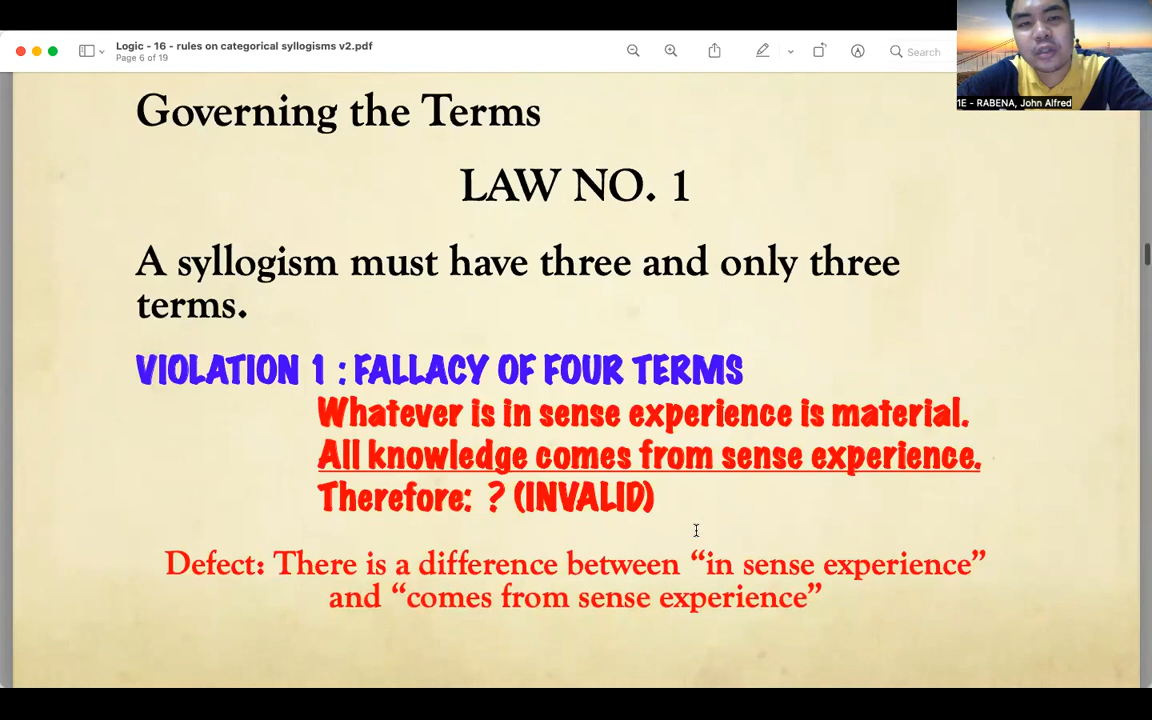 Logic - 16 - rules on categorical syllogisms v2.pdf
Page 6 of 19
Search
1E - RABENA, John Alfred
Governing the Terms
LAW NO. 1
A syllogism must have three and only three
terms.
VIOLATION 1 : FALLACY OF FOUR TERMS
Whatever is in sense experience is material.
All knowledge comes from sense experience.
Therefore: ? (INVALID)
Defect: There is a difference between “in sense experience”
and “comes from sense experience”